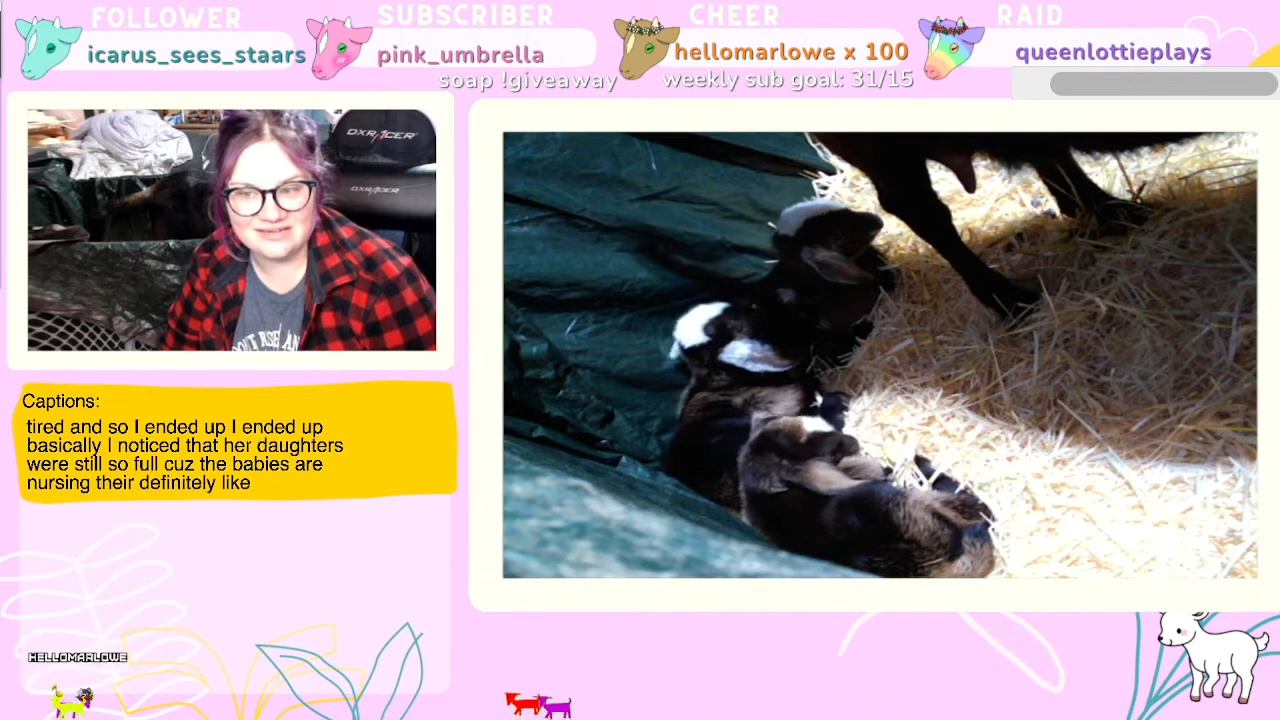 FOLLOWER
SUBSCRIBER
CHEER
RAID
icarus_sees_staars
pink_umbrella
hellomarlowe x 100
queenlottieplays
soap !giveaway
weekly sub goal: 31/15
DXRACER
DXRACER
Captions:
tired and so I ended up I ended up
basically I noticed that her daughters
were still so full cuz the babies are
nursing their definitely like
HELLOMARLOWE